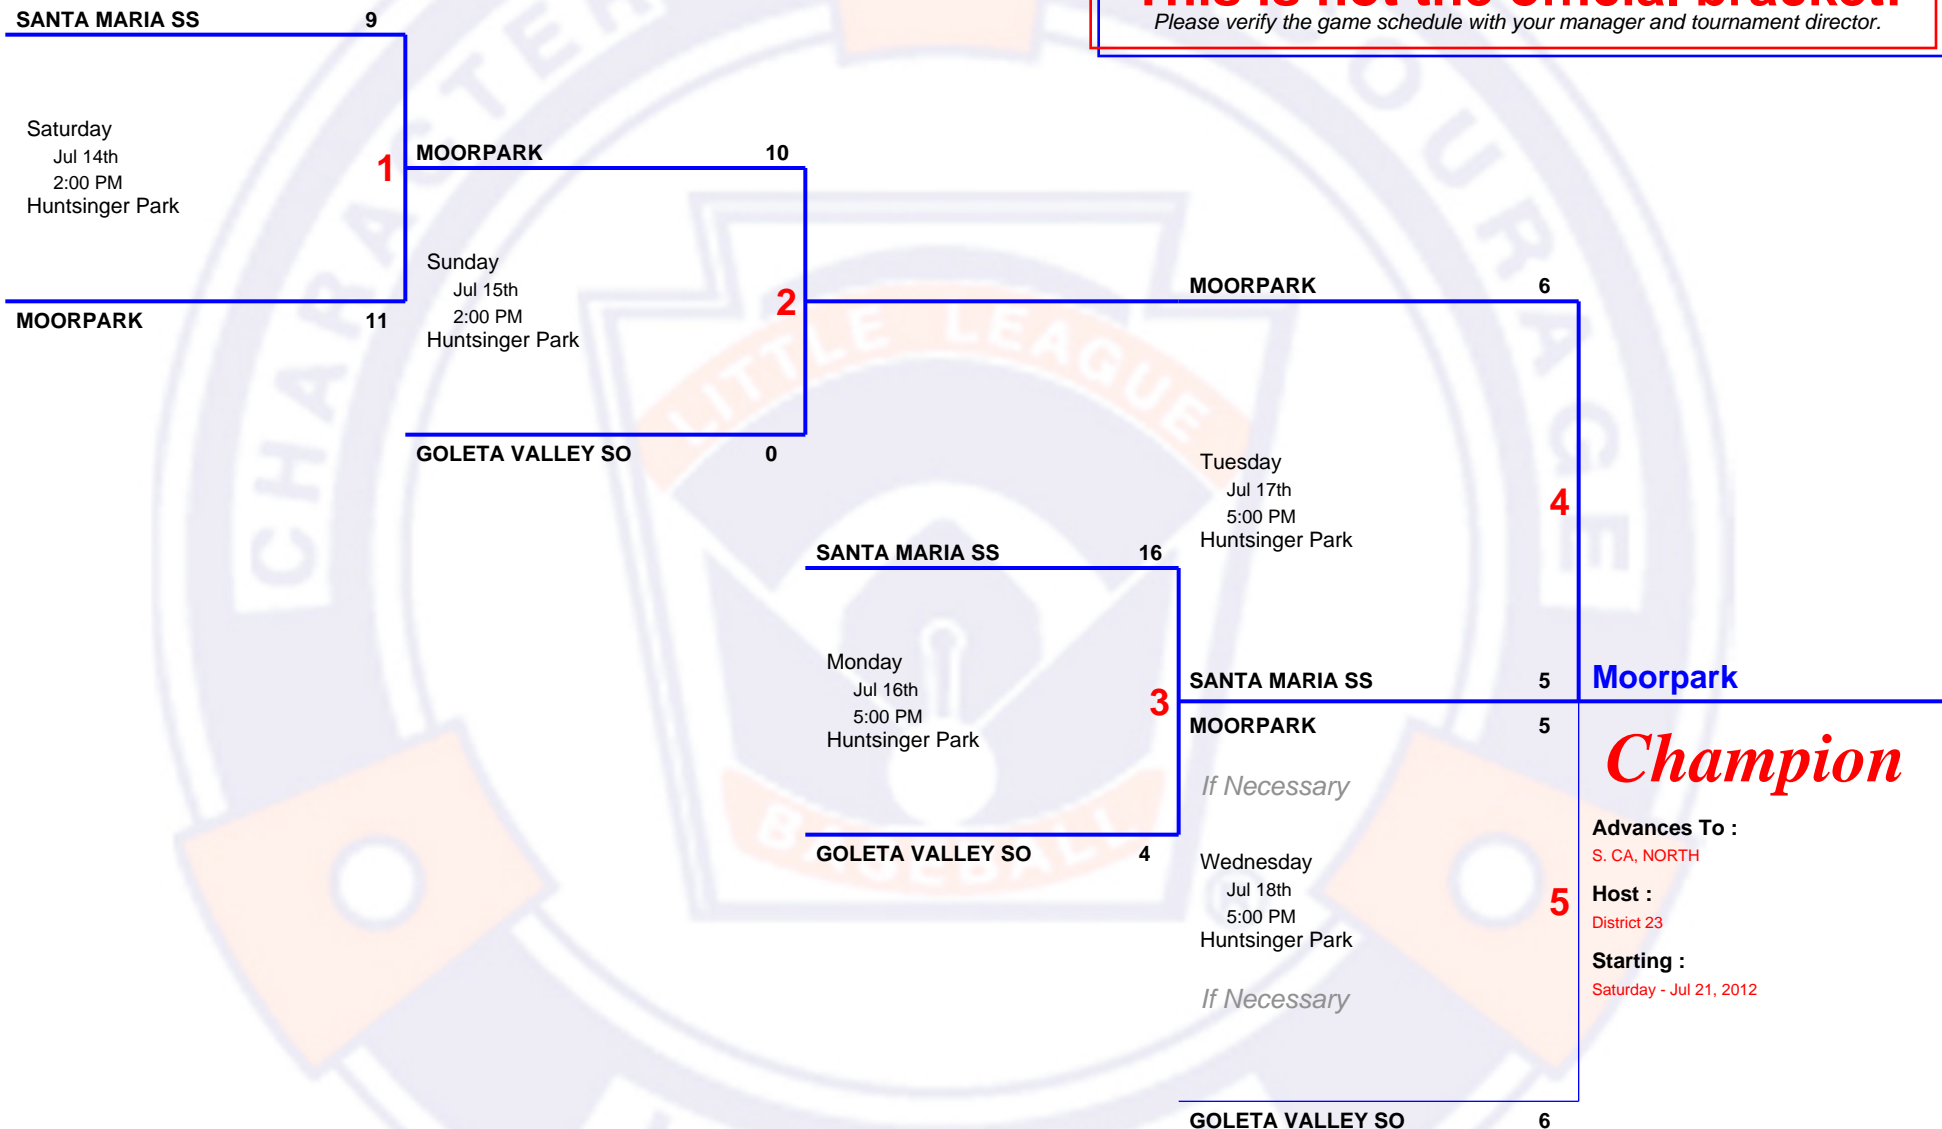 This is not the official bracket!
Please verify the game schedule with your manager and tournament director.
SANTA MARIA SS 9
Saturday
Jul 14th
2:00 PM
Huntsinger Park
1
MOORPARK 11
MOORPARK 10
Sunday
Jul 15th
2:00 PM
Huntsinger Park
2
GOLETA VALLEY SO 0
SANTA MARIA SS 16
Monday
Jul 16th
5:00 PM
Huntsinger Park
3
GOLETA VALLEY SO 4
MOORPARK 6
Tuesday
Jul 17th
5:00 PM
Huntsinger Park
4
SANTA MARIA SS 5
MOORPARK 5
If Necessary
Wednesday
Jul 18th
5:00 PM
Huntsinger Park
5
If Necessary
GOLETA VALLEY SO 6
Moorpark
Champion
Advances To :
S. CA, NORTH
Host :
District 23
Starting :
Saturday - Jul 21, 2012
CHARACTER
COURAGE
LITTLE LEAGUE
BASEBALL
®